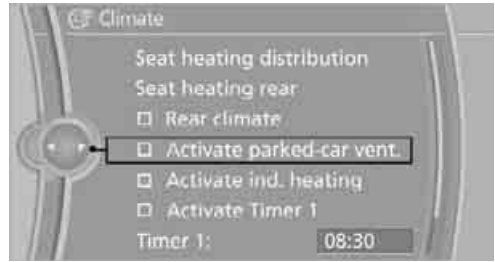 Climate
Seat heating distribution
Seat heating rear
Rear climate
Activate parked-car vent.
Activate ind. heating
Activate Timer 1
Timer 1: 08:30